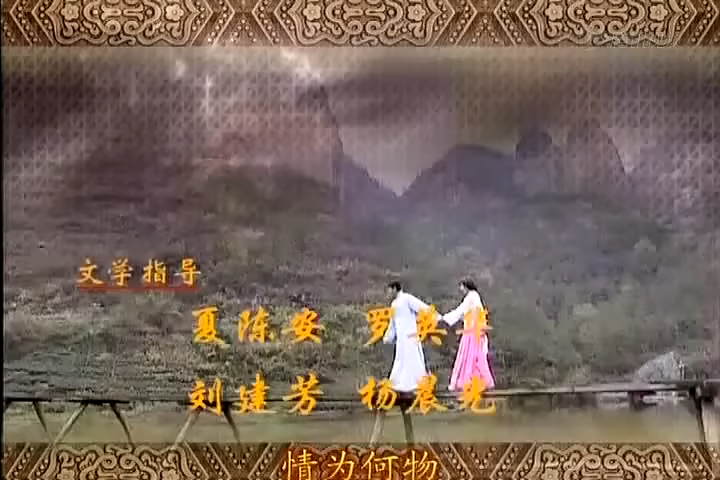 文学指导
夏陈安 罗英华
刘建芳 杨晨光
情为何物